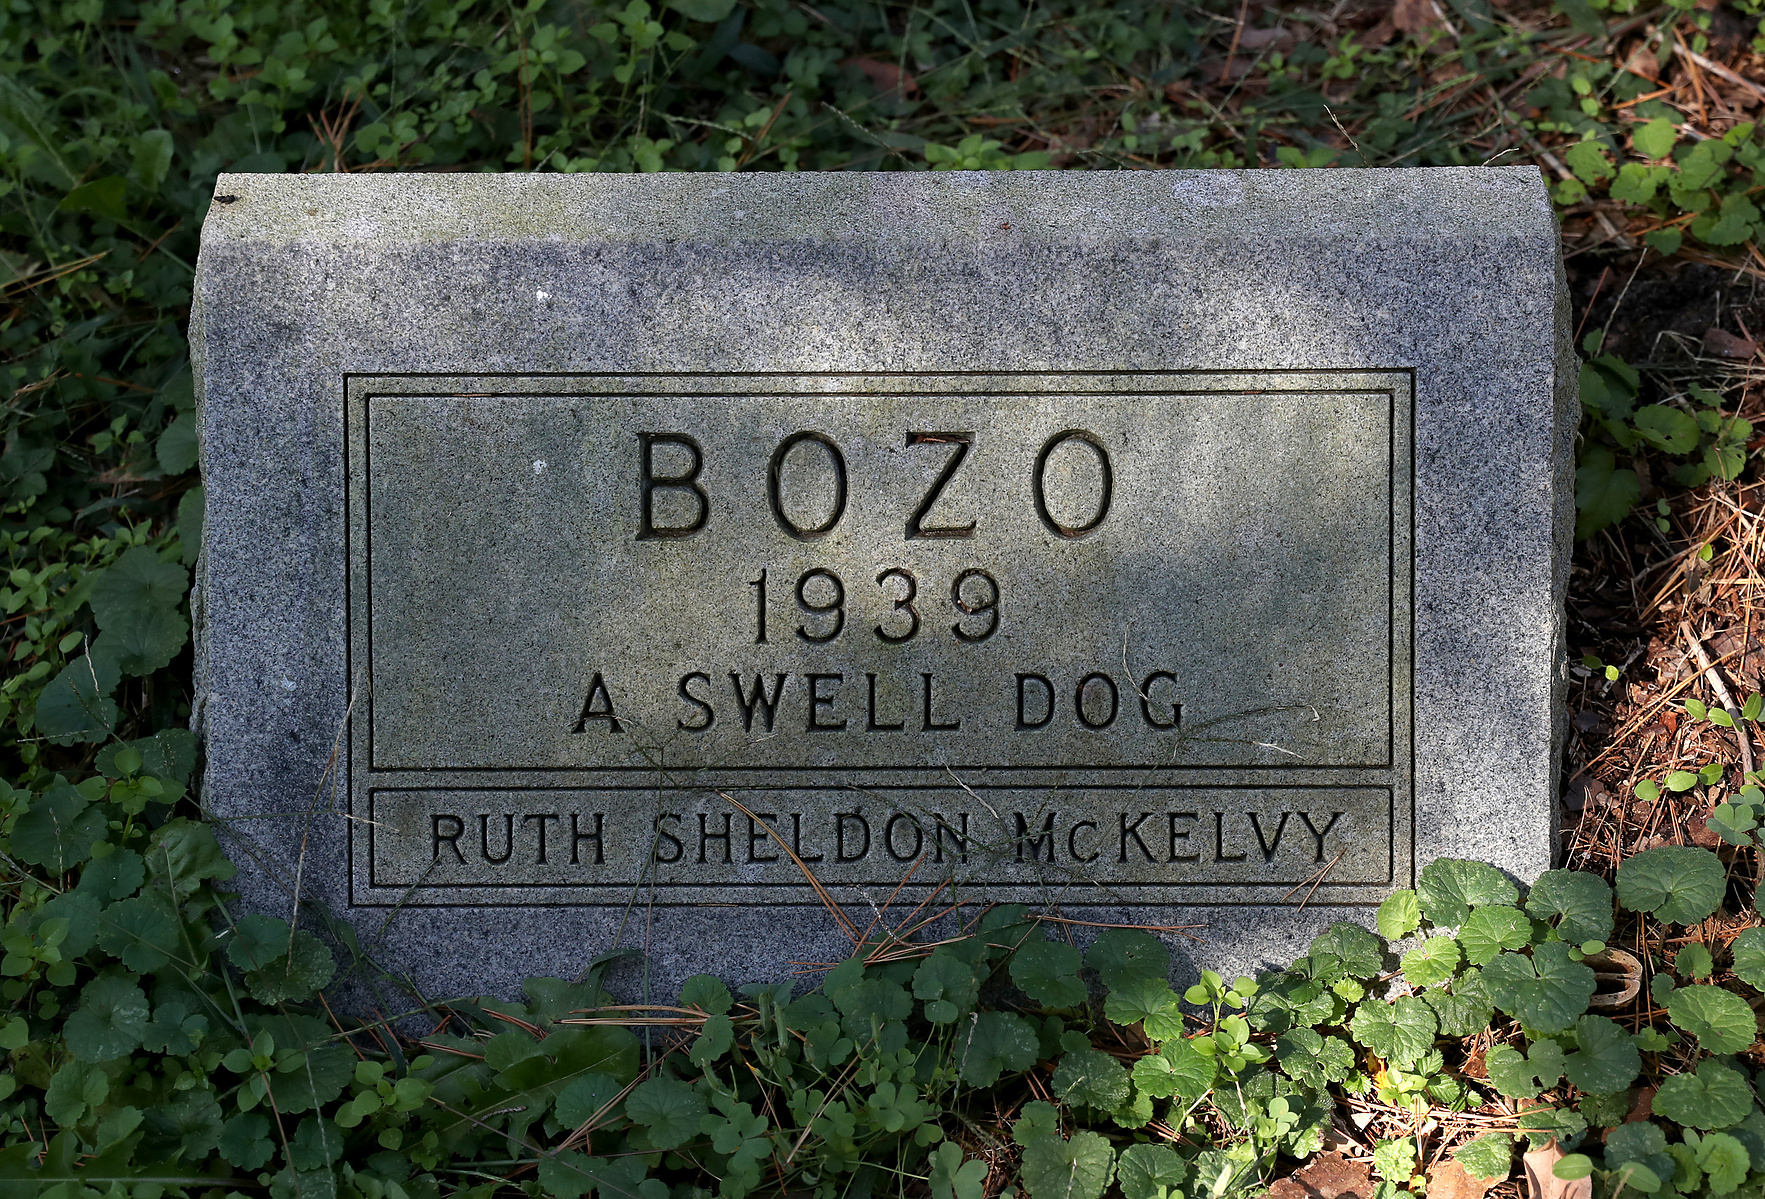 BOZO
1939
A SWELL DOG
RUTH SHELDON McKELVY